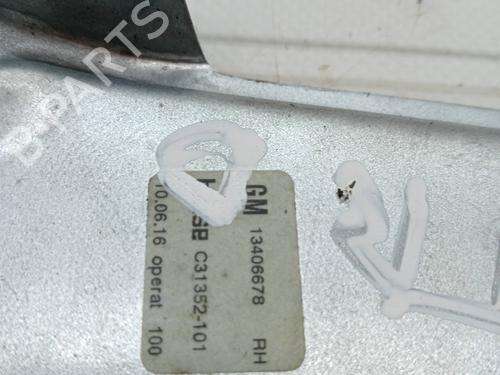 GM 13406678 RH
C31352-101
10.06.16 operat 100
B-PARTS